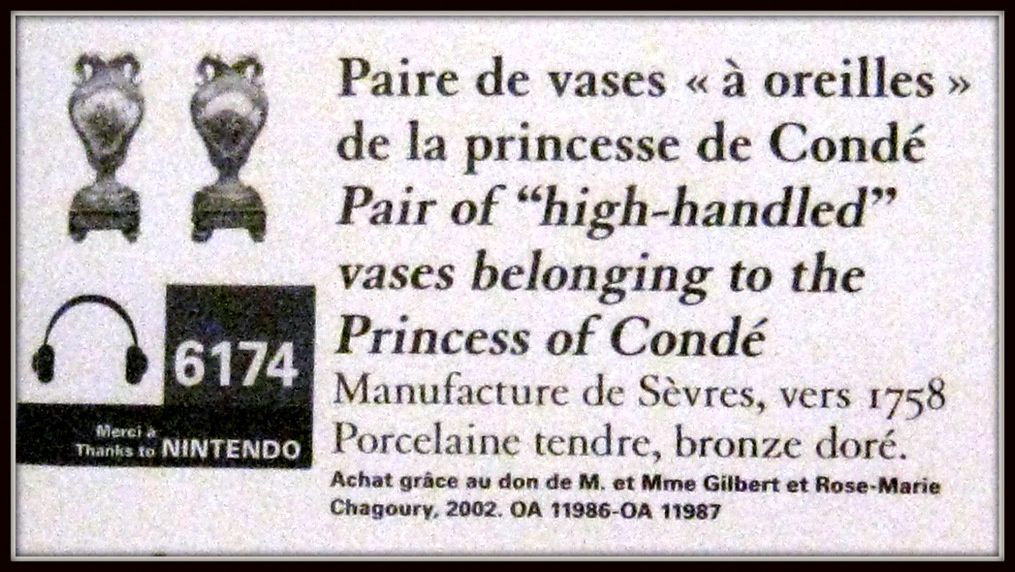 Paire de vases « à oreilles »
de la princesse de Condé
Pair of “high-handled”
vases belonging to the
Princess of Condé
Manufacture de Sèvres, vers 1758
Porcelaine tendre, bronze doré.
Achat grâce au don de M. et Mme Gilbert et Rose-Marie
Chagoury, 2002. OA 11986-OA 11987
6174
Merci à
Thanks to NINTENDO